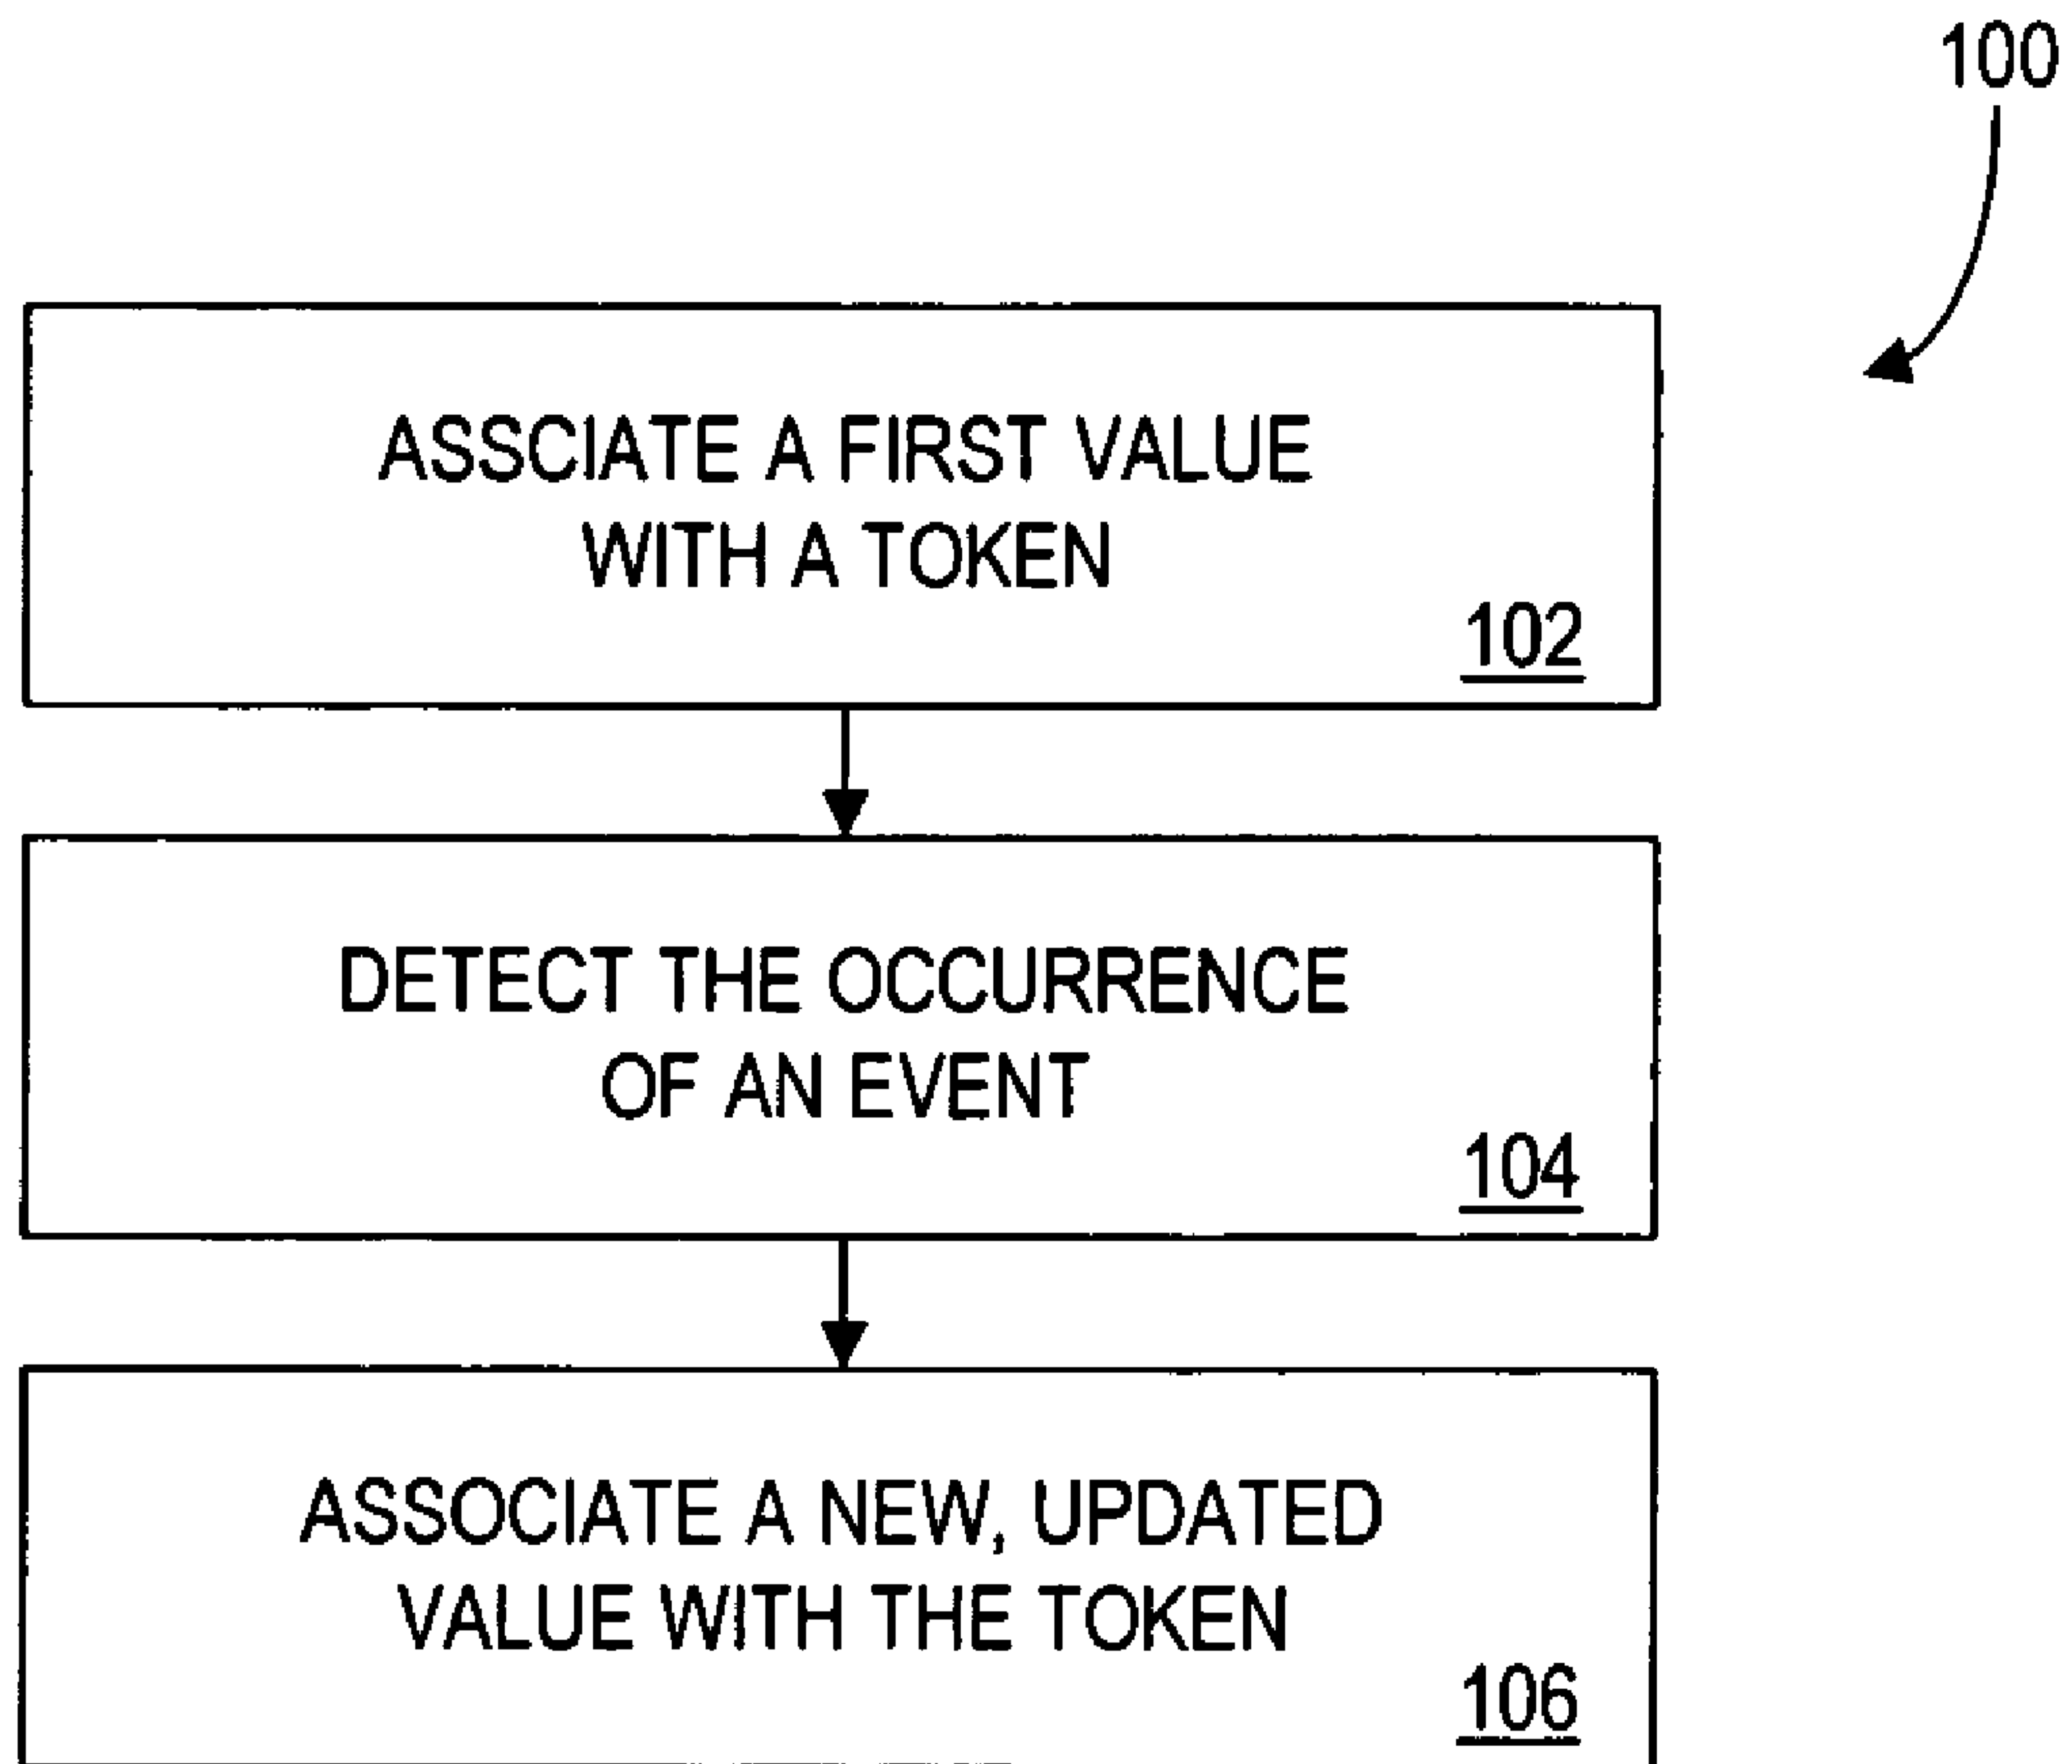 100
ASSCIATE A FIRST VALUE
WITH A TOKEN
102
DETECT THE OCCURRENCE
OF AN EVENT
104
ASSOCIATE A NEW, UPDATED
VALUE WITH THE TOKEN
106